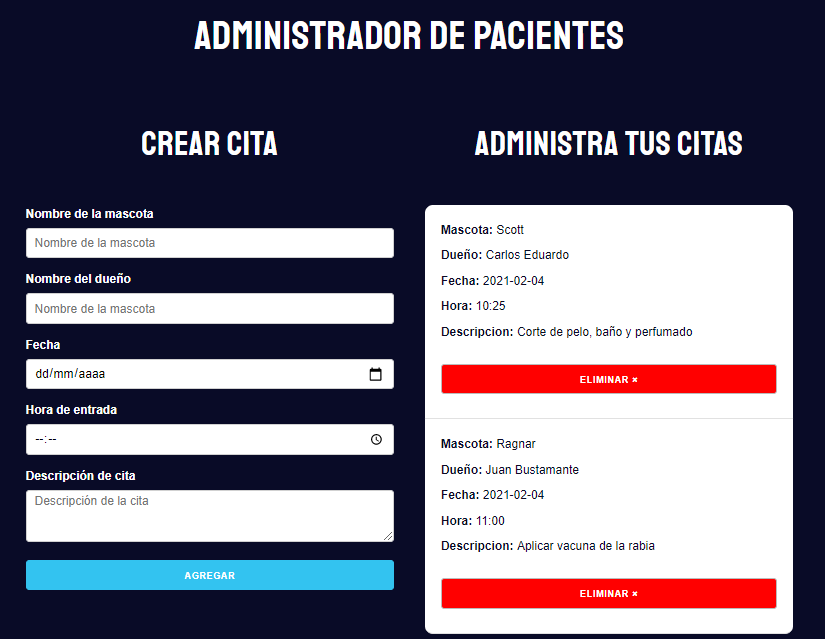 ADMINISTRADOR DE PACIENTES
CREAR CITA
Nombre de la mascota
Nombre de la mascota
Nombre del dueño
Nombre de la mascota
Fecha
dd/mm/aaaa
Hora de entrada
--:--
Descripción de cita
Descripción de la cita
AGREGAR
ADMINISTRA TUS CITAS
Mascota: Scott
Dueño: Carlos Eduardo
Fecha: 2021-02-04
Hora: 10:25
Descripcion: Corte de pelo, baño y perfumado
ELIMINAR ×
Mascota: Ragnar
Dueño: Juan Bustamante
Fecha: 2021-02-04
Hora: 11:00
Descripcion: Aplicar vacuna de la rabia
ELIMINAR ×